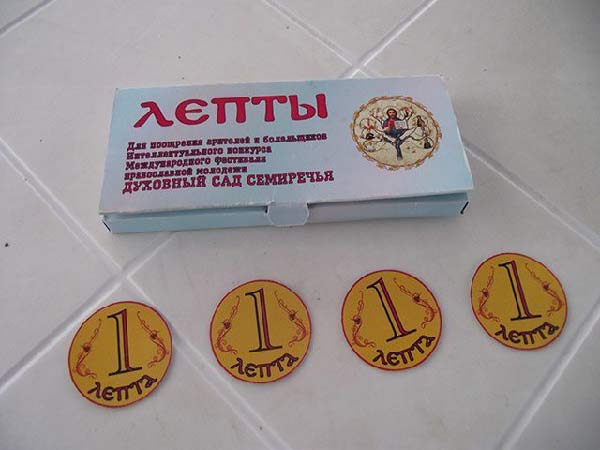 ЛЕПТЫ
Для поощрения зрителей и болельщиков
Интеллектуального конкурса
Международного Фестиваля
православной молодежи
ДУХОВНЫЙ САД СЕМИРЕЧЬЯ
1
лепта
1
лепта
1
лепта
1
лепта